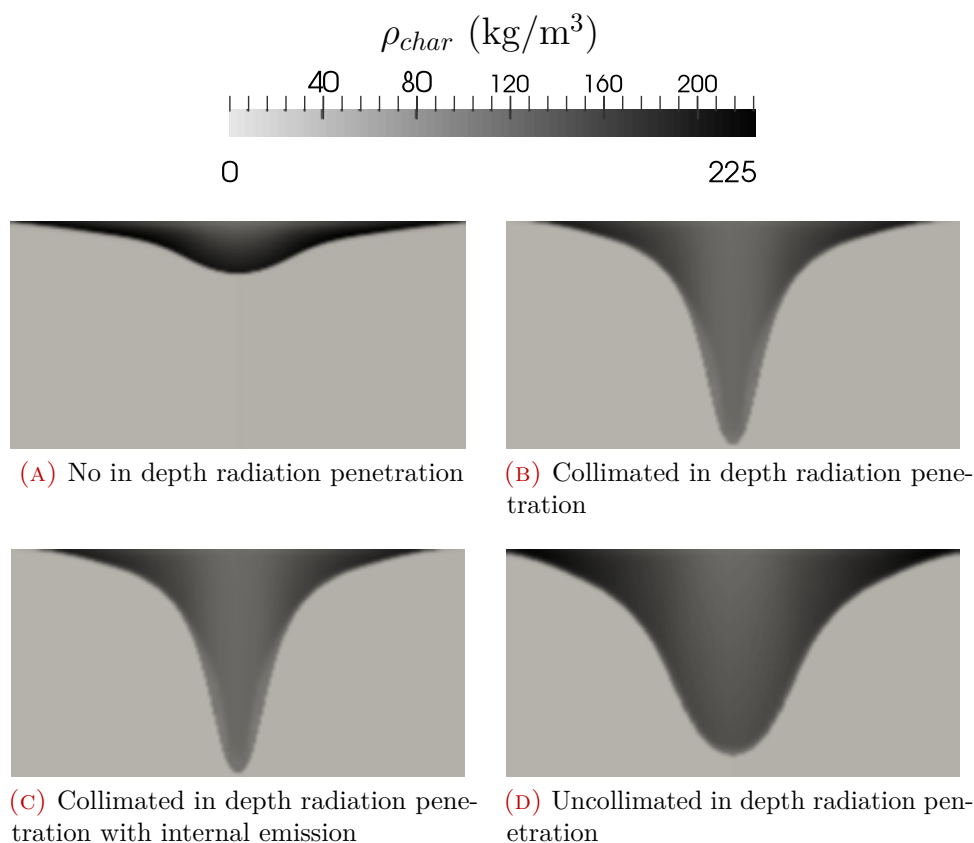 ρchar (kg/m³)
40 80 120 160 200
0 225
(A) No in depth radiation penetration
(B) Collimated in depth radiation pene-
tration
(C) Collimated in depth radiation pene-
tration with internal emission
(D) Uncollimated in depth radiation pen-
etration